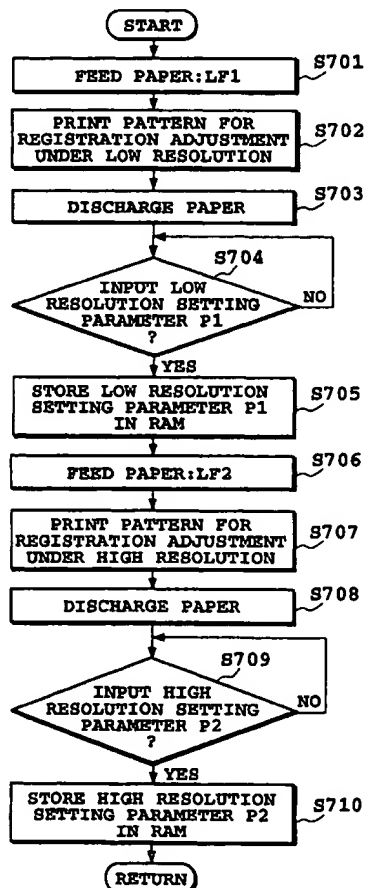 START
S701
FEED PAPER:LF1
S702
PRINT PATTERN FOR
REGISTRATION ADJUSTMENT
UNDER LOW RESOLUTION
S703
DISCHARGE PAPER
S704
INPUT LOW
RESOLUTION SETTING
PARAMETER P1
?
NO
YES
S705
STORE LOW RESOLUTION
SETTING PARAMETER P1
IN RAM
S706
FEED PAPER:LF2
S707
PRINT PATTERN FOR
REGISTRATION ADJUSTMENT
UNDER HIGH RESOLUTION
S708
DISCHARGE PAPER
S709
INPUT HIGH
RESOLUTION SETTING
PARAMETER P2
?
NO
YES
S710
STORE HIGH RESOLUTION
SETTING PARAMETER P2
IN RAM
RETURN